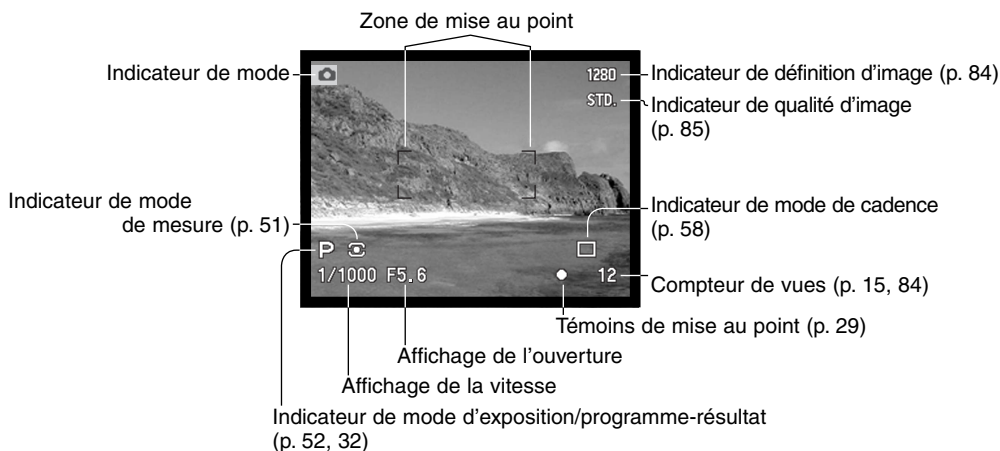 Zone de mise au point
Indicateur de mode
1280
Indicateur de définition d'image (p. 84)
STD.
Indicateur de qualité d'image
(p. 85)
Indicateur de mode
de mesure (p. 51)
Indicateur de mode de cadence
(p. 58)
P
1/1000 F5.6
12
Compteur de vues (p. 15, 84)
Témoins de mise au point (p. 29)
Affichage de l'ouverture
Affichage de la vitesse
Indicateur de mode d'exposition/programme-résultat
(p. 52, 32)